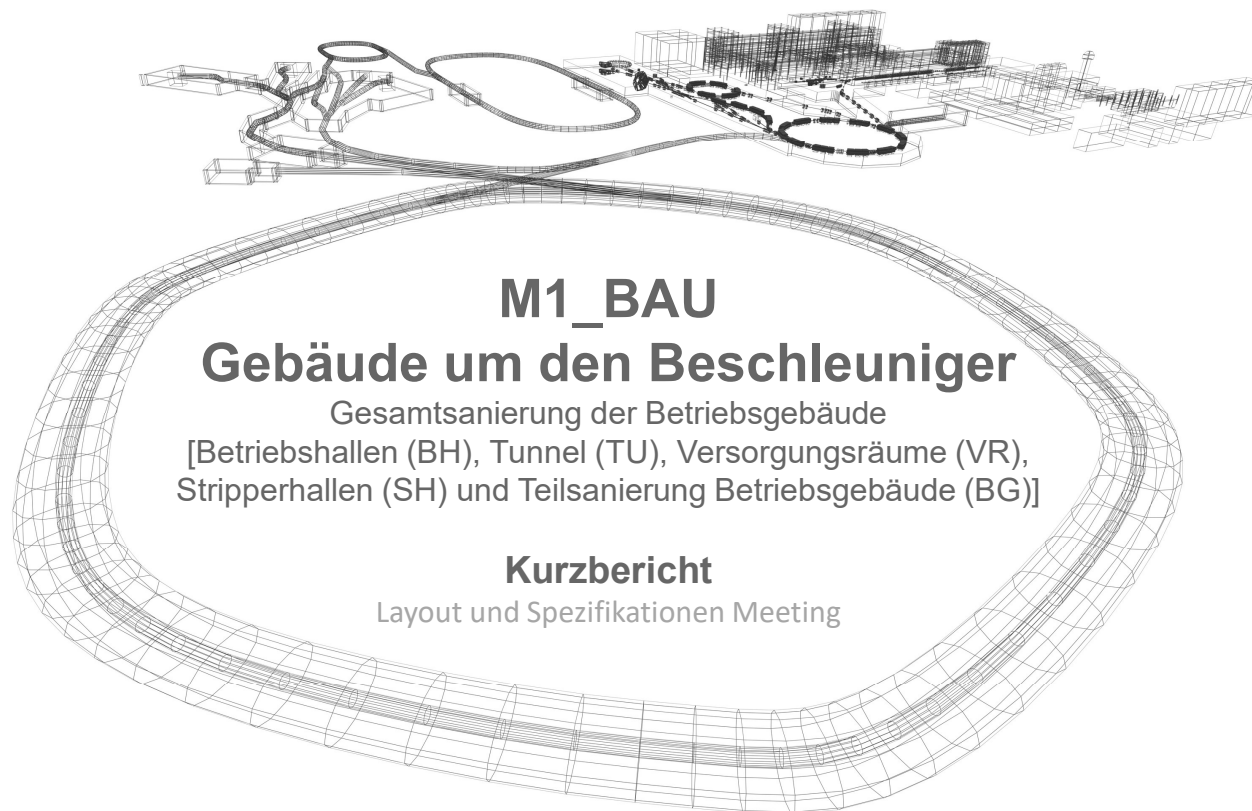 M1_BAU
Gebäude um den Beschleuniger
Gesamtsanierung der Betriebsgebäude
[Betriebshallen (BH), Tunnel (TU), Versorgungsräume (VR),
Stripperhallen (SH) und Teilsanierung Betriebsgebäude (BG)]
Kurzbericht
Layout und Spezifikationen Meeting